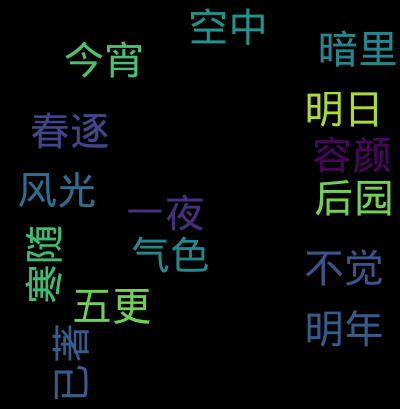 空中
暗里
今宵
明日
春逐
容颜
风光
后园
一夜
气色
寒随
不觉
五更
明年
已著